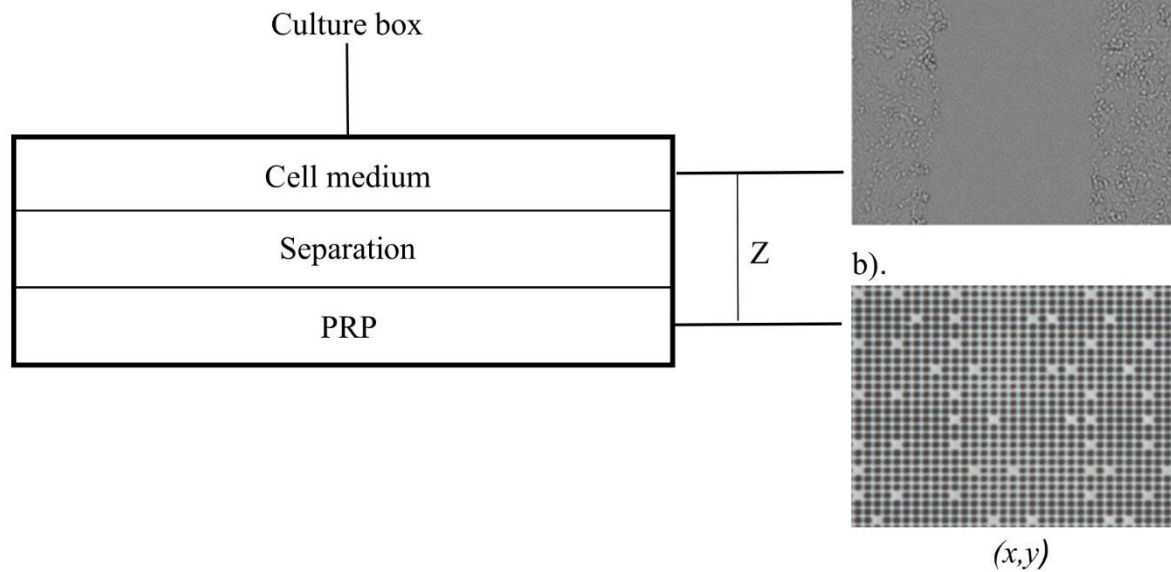 Culture box
Cell medium
Separation
PRP
Z
b).
(x,y)